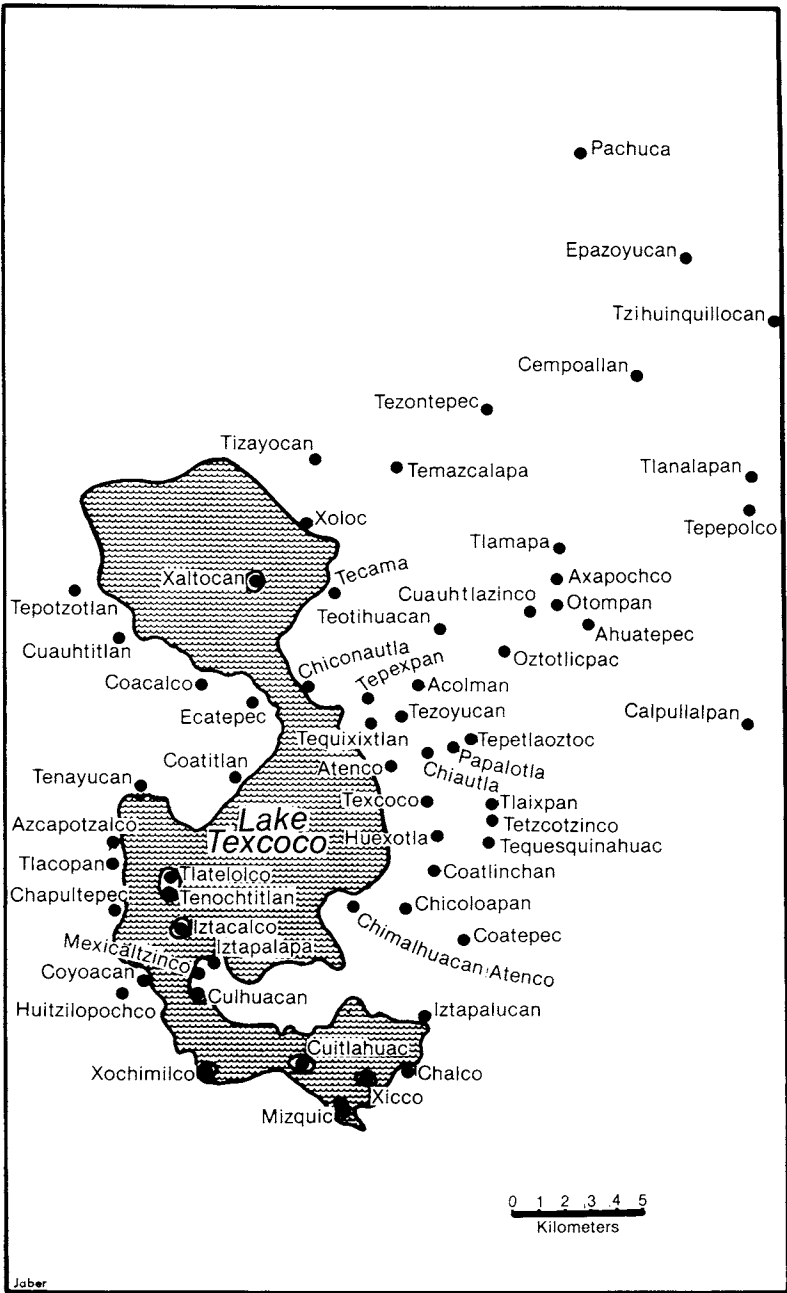 Pachuca
Epazoyucan
Tzihuinquillocan
Cempoallan
Tezontepec
Tizayocan
Temazcalapa
Tlanalapan
Xoloc
Tepepolco
Tlamapa
Xaltocan
Tecama
Axapochco
Cuauhtlazinco
Tepotzotlan
Otompan
Teotihuacan
Ahuatepec
Cuauhtitlan
Oztotlicpac
Chiconautla
Tepexpan
Coacalco
Acolman
Ecatepec
Tezoyucan
Calpullalpan
Tequixixtlan
Tepetlaoztoc
Papalotla
Coatitlan
Atenco
Chiautla
Tenayucan
Texcoco
Tlaixpan
Lake
Texcoco
Azcapotzalco
Tetzcotzinco
Huexotla
Tequesquinahuac
Tlacopan
Tlatelolco
Coatlinchan
Chapultepec
Tenochtitlan
Chicoloapan
Iztacalco
Chimalhuacan Atenco
Coatepec
Mexicaltzinco
Iztapalapa
Coyoacan
Culhuacan
Huitzilopochco
Iztapalucan
Cuitlahuac
Xochimilco
Chalco
Xicco
Mizquic
0 1 2 3 4 5
Kilometers
Jaber